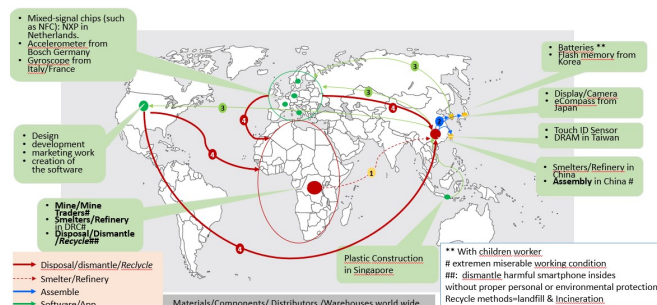 • Mixed-signal chips (such
as NFC): NXP in
Netherlands.
• Accelerometer from
Bosch Germany
• Gyroscope from
Italy/France
• Batteries **
• Flash memory from
Korea
• Display/Camera
• eCompass from
Japan
• Touch ID Sensor
• DRAM in Taiwan
• Smelters/Refinery in
China
• Assembly in China #
• Design
• development
• marketing work
• creation of
the software
3
3
3
4
4
4
4
2
1
• Mine/Mine
Traders#
• Smelters/Refinery
in DRC#
• Disposal/Dismantle
/Recycle##
Plastic Construction
in Singapore
Disposal/dismantle/Reclycle
Smelter/Refinery
Assemble
Software/App
Materials/Components/ Distributors /Warehouses world wide
** With children worker
# extremen miserable working condition
##: dismantle harmful smartphone insides
without proper personal or environmental protection
Recycle methods=landfill & Incineration